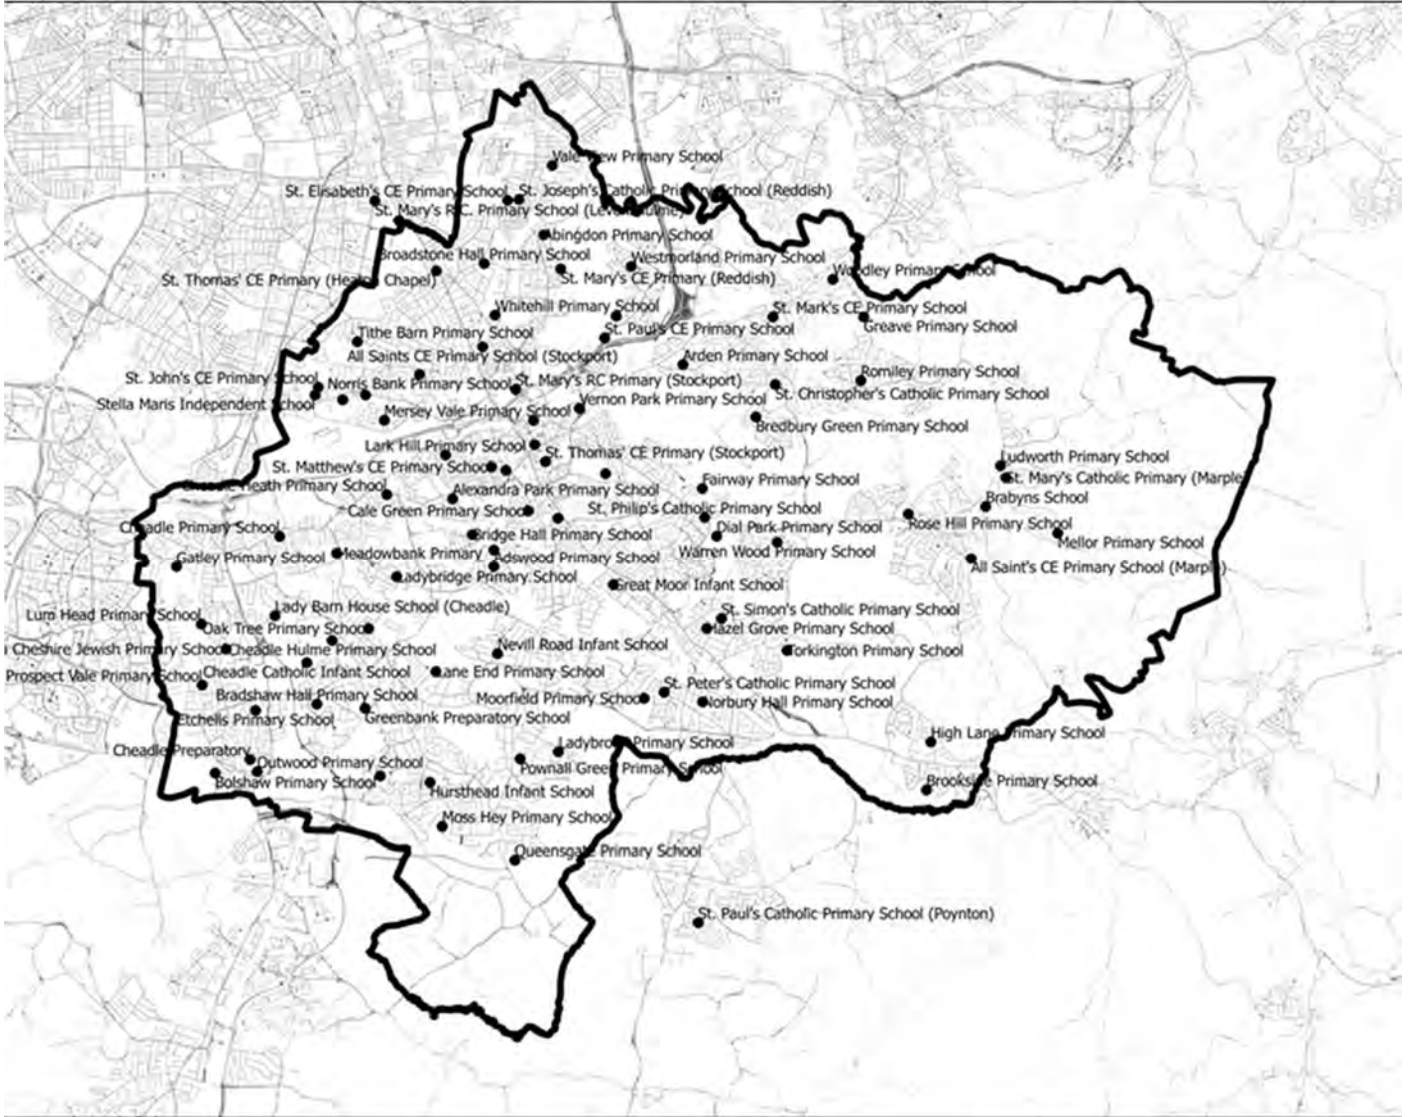 Vale View Primary School
St. Elisabeth's CE Primary School
St. Joseph's Catholic Primary School (Reddish)
St. Mary's R.C. Primary School (Levenshulme)
Abingdon Primary School
Broadstone Hall Primary School
Westmorland Primary School
St. Thomas' CE Primary (Heaton Chapel)
St. Mary's CE Primary (Reddish)
Woodley Primary School
Whitehill Primary School
St. Mark's CE Primary School
Greave Primary School
Tithe Barn Primary School
St. Paul's CE Primary School
All Saints CE Primary School (Stockport)
Arden Primary School
Romiley Primary School
St. John's CE Primary School
Norris Bank Primary School
St. Mary's RC Primary (Stockport)
St. Christopher's Catholic Primary School
Stella Maris Independent School
Mersey Vale Primary School
Vernon Park Primary School
Bredbury Green Primary School
Lark Hill Primary School
St. Thomas' CE Primary (Stockport)
Ludworth Primary School
St. Matthew's CE Primary School
St. Mary's Catholic Primary (Marple)
Cheadle Heath Primary School
Alexandra Park Primary School
Fairway Primary School
Brabyns School
Cale Green Primary School
St. Philip's Catholic Primary School
Rose Hill Primary School
Cheadle Primary School
Bridge Hall Primary School
Dial Park Primary School
Mellor Primary School
Gatley Primary School
Meadowbank Primary
Adswood Primary School
Warren Wood Primary School
All Saint's CE Primary School (Marple)
Ladybridge Primary School
Great Moor Infant School
Lum Head Primary School
Lady Barn House School (Cheadle)
St. Simon's Catholic Primary School
Oak Tree Primary School
Hazel Grove Primary School
Cheshire Jewish Primary School
Cheadle Hulme Primary School
Nevill Road Infant School
Torkington Primary School
Prospect Vale Primary School
Cheadle Catholic Infant School
Lane End Primary School
St. Peter's Catholic Primary School
Bradshaw Hall Primary School
Moorfield Primary School
Norbury Hall Primary School
Etchells Primary School
Greenbank Preparatory School
High Lane Primary School
Cheadle Preparatory
Ladybrook Primary School
Outwood Primary School
Pownall Green Primary School
Bolshaw Primary School
Hursthead Infant School
Brookside Primary School
Moss Hey Primary School
Queensgate Primary School
St. Paul's Catholic Primary School (Poynton)